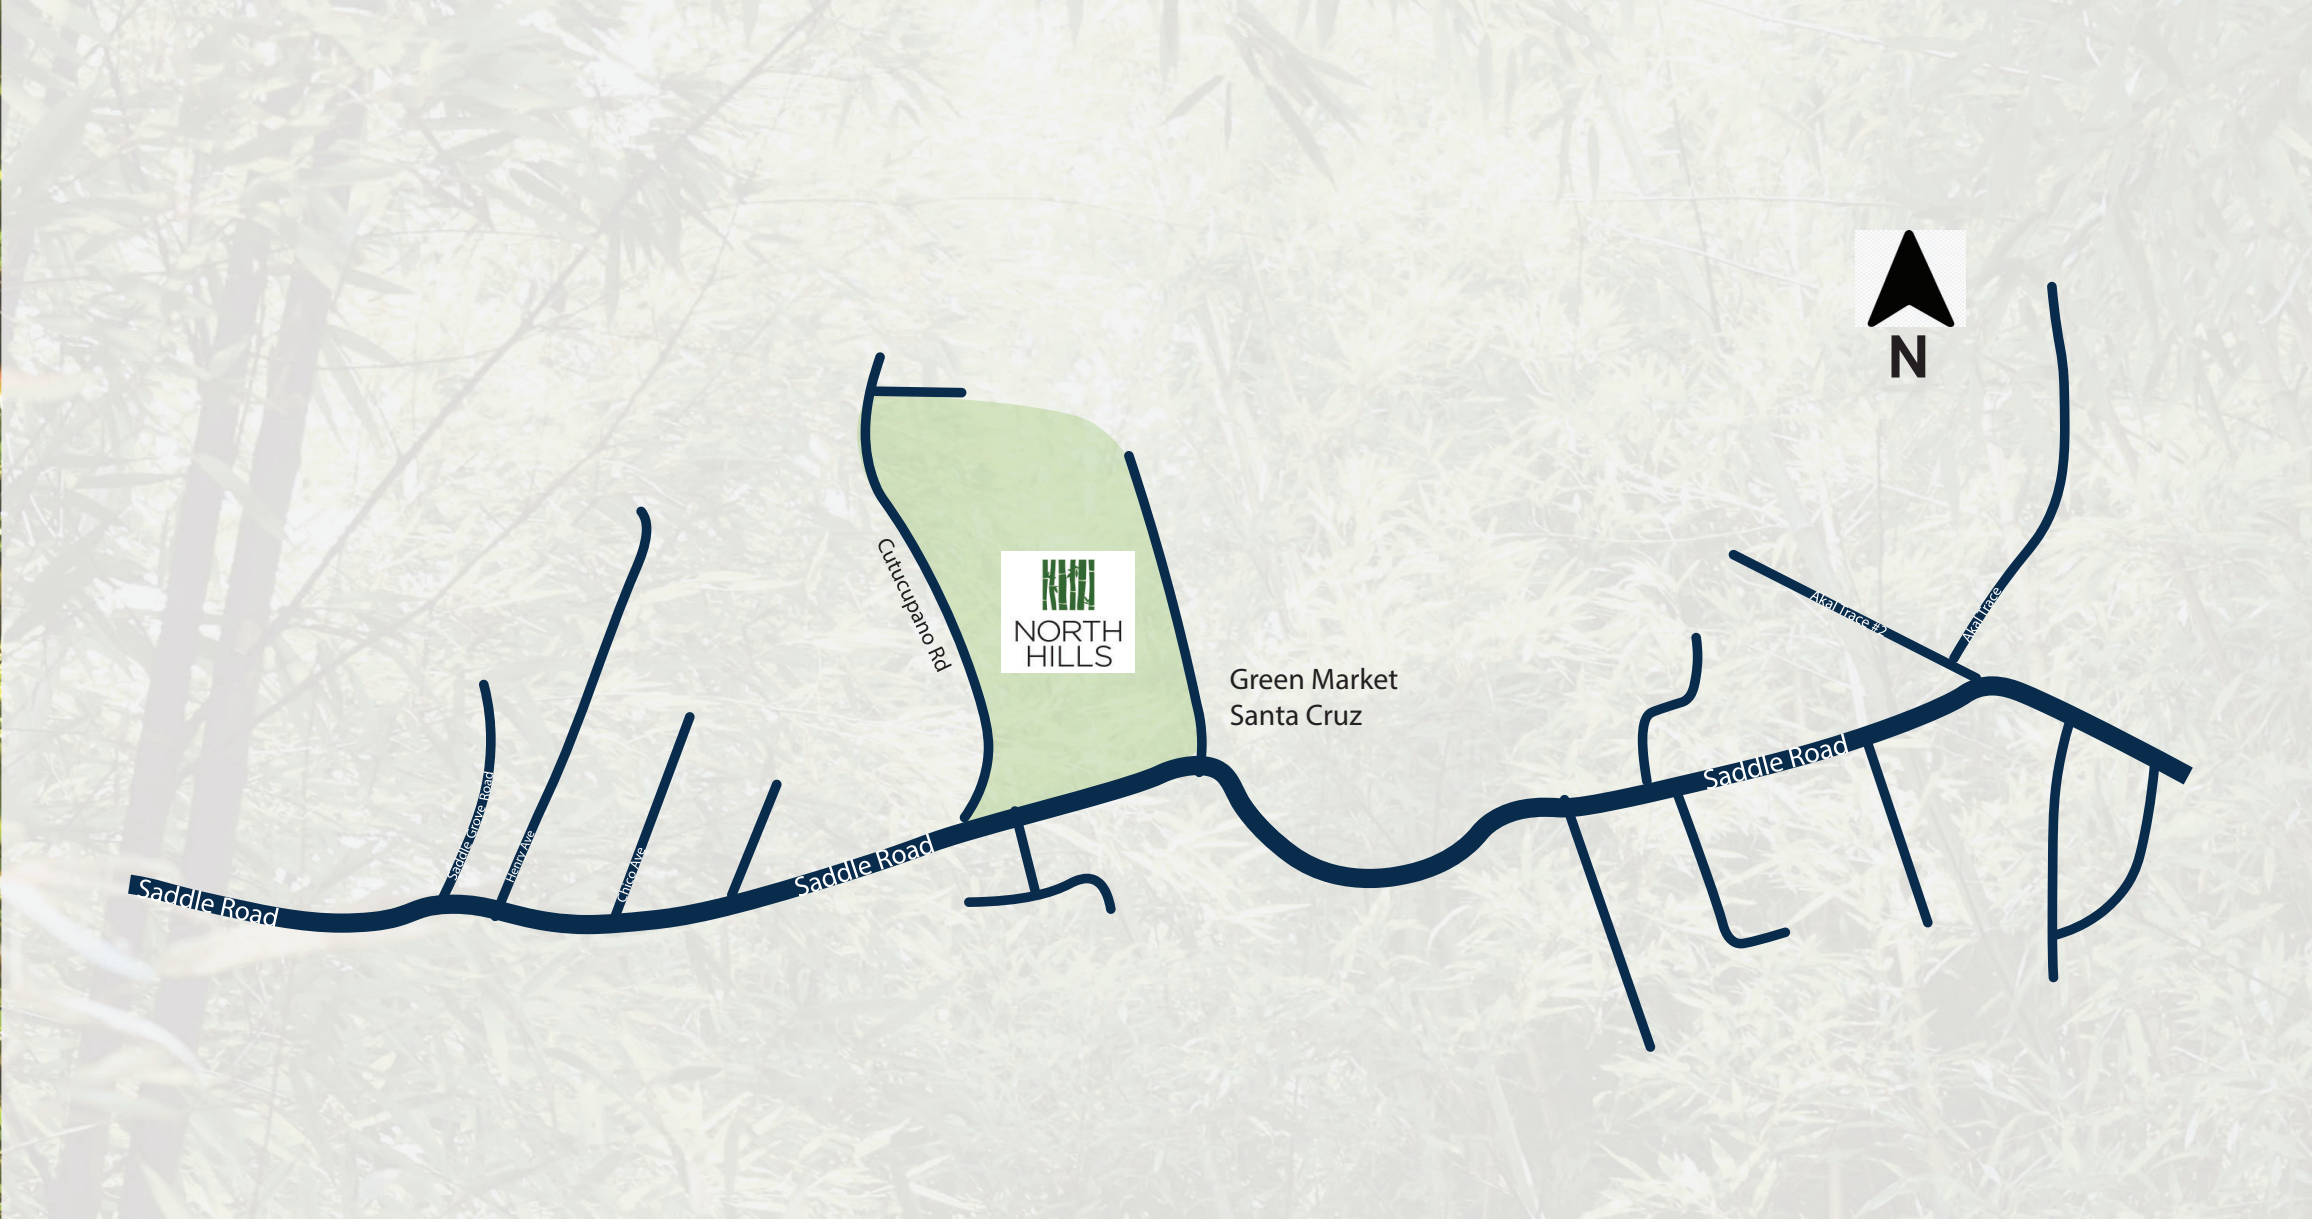 N
Akal Trace #2
Akal Trace
Cutucupano Rd
NORTH
HILLS
Green Market
Santa Cruz
Saddle Road
Saddle Grove Road
Henry Ave
Chico Ave
Saddle Road
Saddle Road